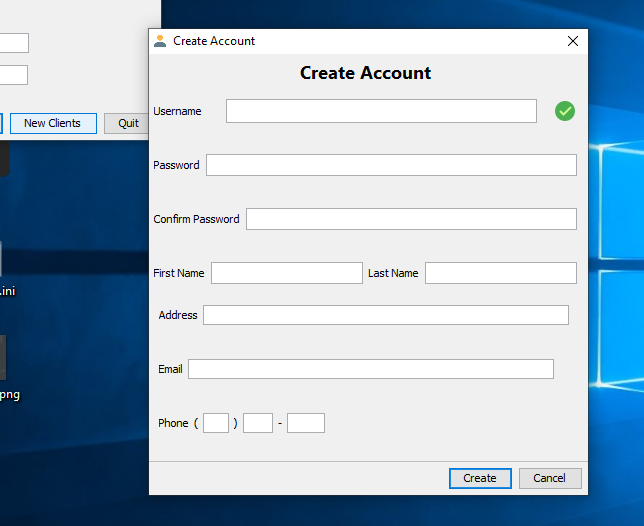 Create Account
Create Account
Username
Password
Confirm Password
First Name Last Name
Address
Email
Phone ( ) -
Create Cancel
New Clients Quit
.ini
png